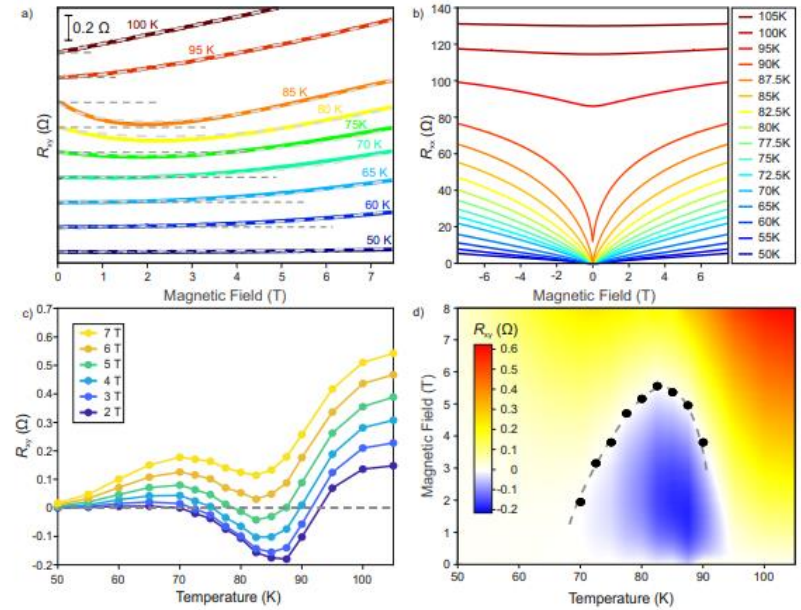 a)
0.2 Ω
100 K
95 K
85 K
80 K
75K
70 K
65 K
60 K
50 K
Rxy (Ω)
0 1 2 3 4 5 6 7
Magnetic Field (T)
b)
140
120
100
80
60
40
20
0
Rxx (Ω)
-6 -4 -2 0 2 4 6
Magnetic Field (T)
105K
100K
95K
90K
87.5K
85K
82.5K
80K
77.5K
75K
72.5K
70K
65K
60K
55K
50K
c)
0.7
0.6
0.5
0.4
0.3
0.2
0.1
0
-0.1
-0.2
Rxy (Ω)
7 T
6 T
5 T
4 T
3 T
2 T
50 60 70 80 90 100
Temperature (K)
d)
8
7
6
5
4
3
2
1
0
Magnetic Field (T)
Rxy (Ω)
0.6
0.5
0.4
0.3
0.2
0.1
0
-0.1
-0.2
50 60 70 80 90 100
Temperature (K)